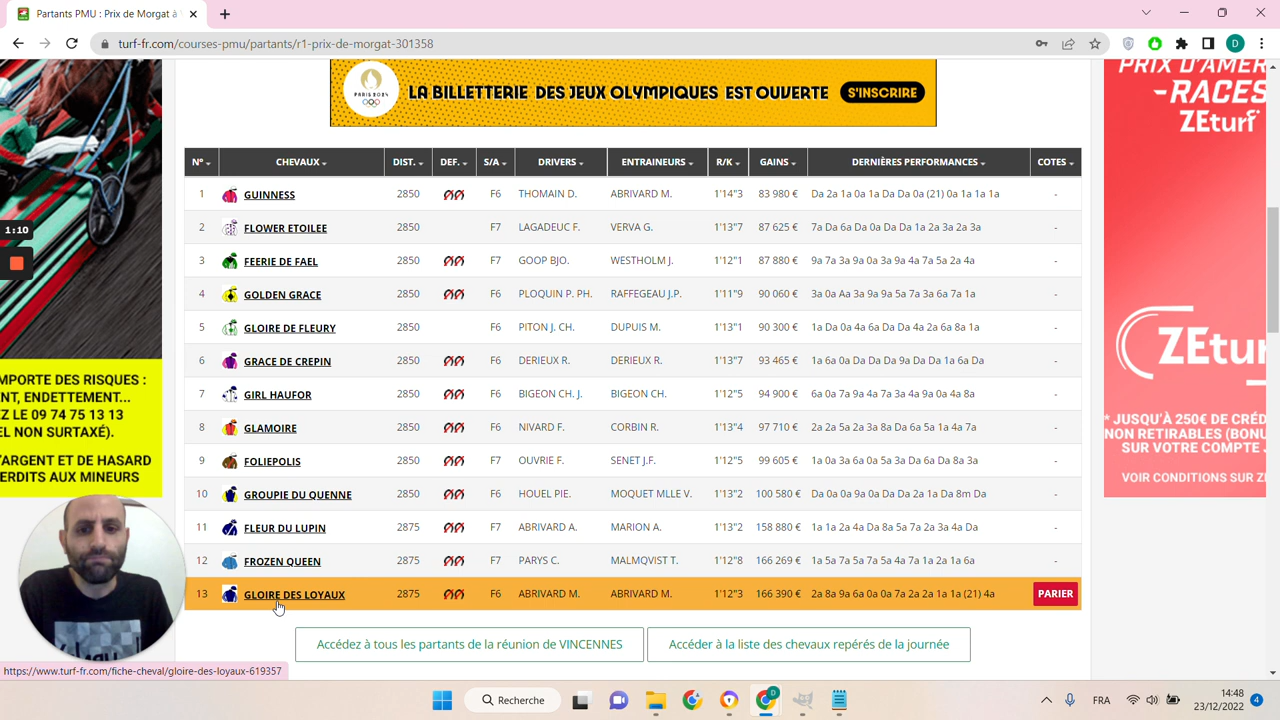 Partants PMU : Prix de Morgat à
turf-fr.com/courses-pmu/partants/r1-prix-de-morgat-301358
D
PARIS 2024
LA BILLETTERIE DES JEUX OLYMPIQUES EST OUVERTE
S'INSCRIRE
PRIX D'AMER
-RACES
ZEturf
1:10
N° CHEVAUX DIST. DEF. S/A DRIVERS ENTRAINEURS R/K GAINS DERNIÈRES PERFORMANCES COTES
1 GUINNESS 2850 F6 THOMAIN D. ABRIVARD M. 1'14"3 83 980 € Da 2a 1a 0a 1a Da Da 0a (21) 0a 1a 1a 1a -
2 FLOWER ETOILEE 2850 F7 LAGADEUC F. VERVA G. 1'13"7 87 625 € 7a Da 6a Da 0a Da Da 1a 2a 3a 2a 3a -
3 FEERIE DE FAEL 2850 F7 GOOP BJO. WESTHOLM J. 1'12"1 87 880 € 9a 7a 3a 9a 0a 3a 9a 4a 7a 5a 2a 4a -
4 GOLDEN GRACE 2850 F6 PLOQUIN P. PH. RAFFEGEAU J.P. 1'11"9 90 060 € 3a 0a Aa 3a 9a 9a 5a 7a 3a 6a 7a 1a -
5 GLOIRE DE FLEURY 2850 F6 PITON J. CH. DUPUIS M. 1'13"1 90 300 € 1a Da 0a 4a 6a Da Da 4a 2a 6a 8a 1a -
6 GRACE DE CREPIN 2850 F6 DERIEUX R. DERIEUX R. 1'13"7 93 465 € 1a 6a 0a Da Da Da 9a Da Da 1a 6a Da -
7 GIRL HAUFOR 2850 F6 BIGEON CH. J. BIGEON CH. 1'12"5 94 900 € 6a 0a 7a 9a 7a 3a 4a 9a 0a 4a 8a -
8 GLAMOIRE 2850 F6 NIVARD F. CORBIN R. 1'13"4 97 710 € 2a 2a 5a 2a 3a 8a Da 6a 5a 1a 4a 7a -
9 FOLIEPOLIS 2850 F7 OUVRIE F. SENET J.F. 1'12"5 99 605 € 1a 0a 3a 6a 0a 5a 3a Da 6a Da 8a 3a -
10 GROUPIE DU QUENNE 2850 F6 HOUEL PIE. MOQUET MLLE V. 1'13"2 100 580 € Da 0a 0a 9a 0a Da Da 2a 1a Da 8m Da -
11 FLEUR DU LUPIN 2875 F7 ABRIVARD A. MARION A. 1'13"2 158 880 € 1a 1a 2a 4a Da 8a 5a 7a 2a 3a 4a Da -
12 FROZEN QUEEN 2875 F7 PARYS C. MALMQVIST T. 1'12"8 166 269 € 1a 5a 7a 5a 7a 5a 4a 7a 1a 2a 1a 6a -
13 GLOIRE DES LOYAUX 2875 F6 ABRIVARD M. ABRIVARD M. 1'12"3 166 390 € 2a 8a 9a 6a 0a 0a 7a 2a 2a 1a 1a (21) 4a PARIER
MPORTE DES RISQUES :
NT, ENDETTEMENT...
Z LE 09 74 75 13 13
EL NON SURTAXÉ).
'ARGENT ET DE HASARD
ERDITS AUX MINEURS
ZEtur
* JUSQU'À 250€ DE CRÉD
NON RETIRABLES (BONU
SUR VOTRE COMPTE
VOIR CONDITIONS SUR ZE
Accédez à tous les partants de la réunion de VINCENNES
Accéder à la liste des chevaux repérés de la journée
https://www.turf-fr.com/fiche-cheval/gloire-des-loyaux-619357
Recherche
D
FRA
14:48
23/12/2022
4